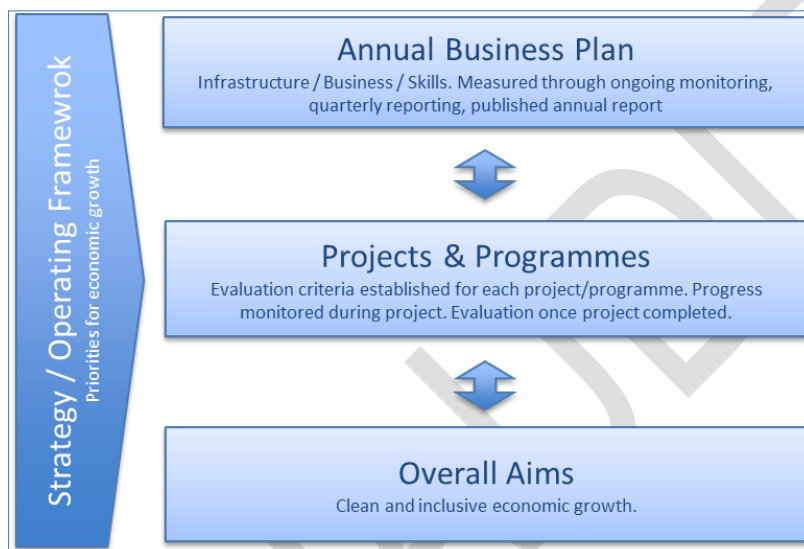 Strategy / Operating Framewrok
Priorities for economic growth
Annual Business Plan
Infrastructure / Business / Skills. Measured through ongoing monitoring,
quarterly reporting, published annual report
Projects & Programmes
Evaluation criteria established for each project/programme. Progress
monitored during project. Evaluation once project completed.
Overall Aims
Clean and inclusive economic growth.